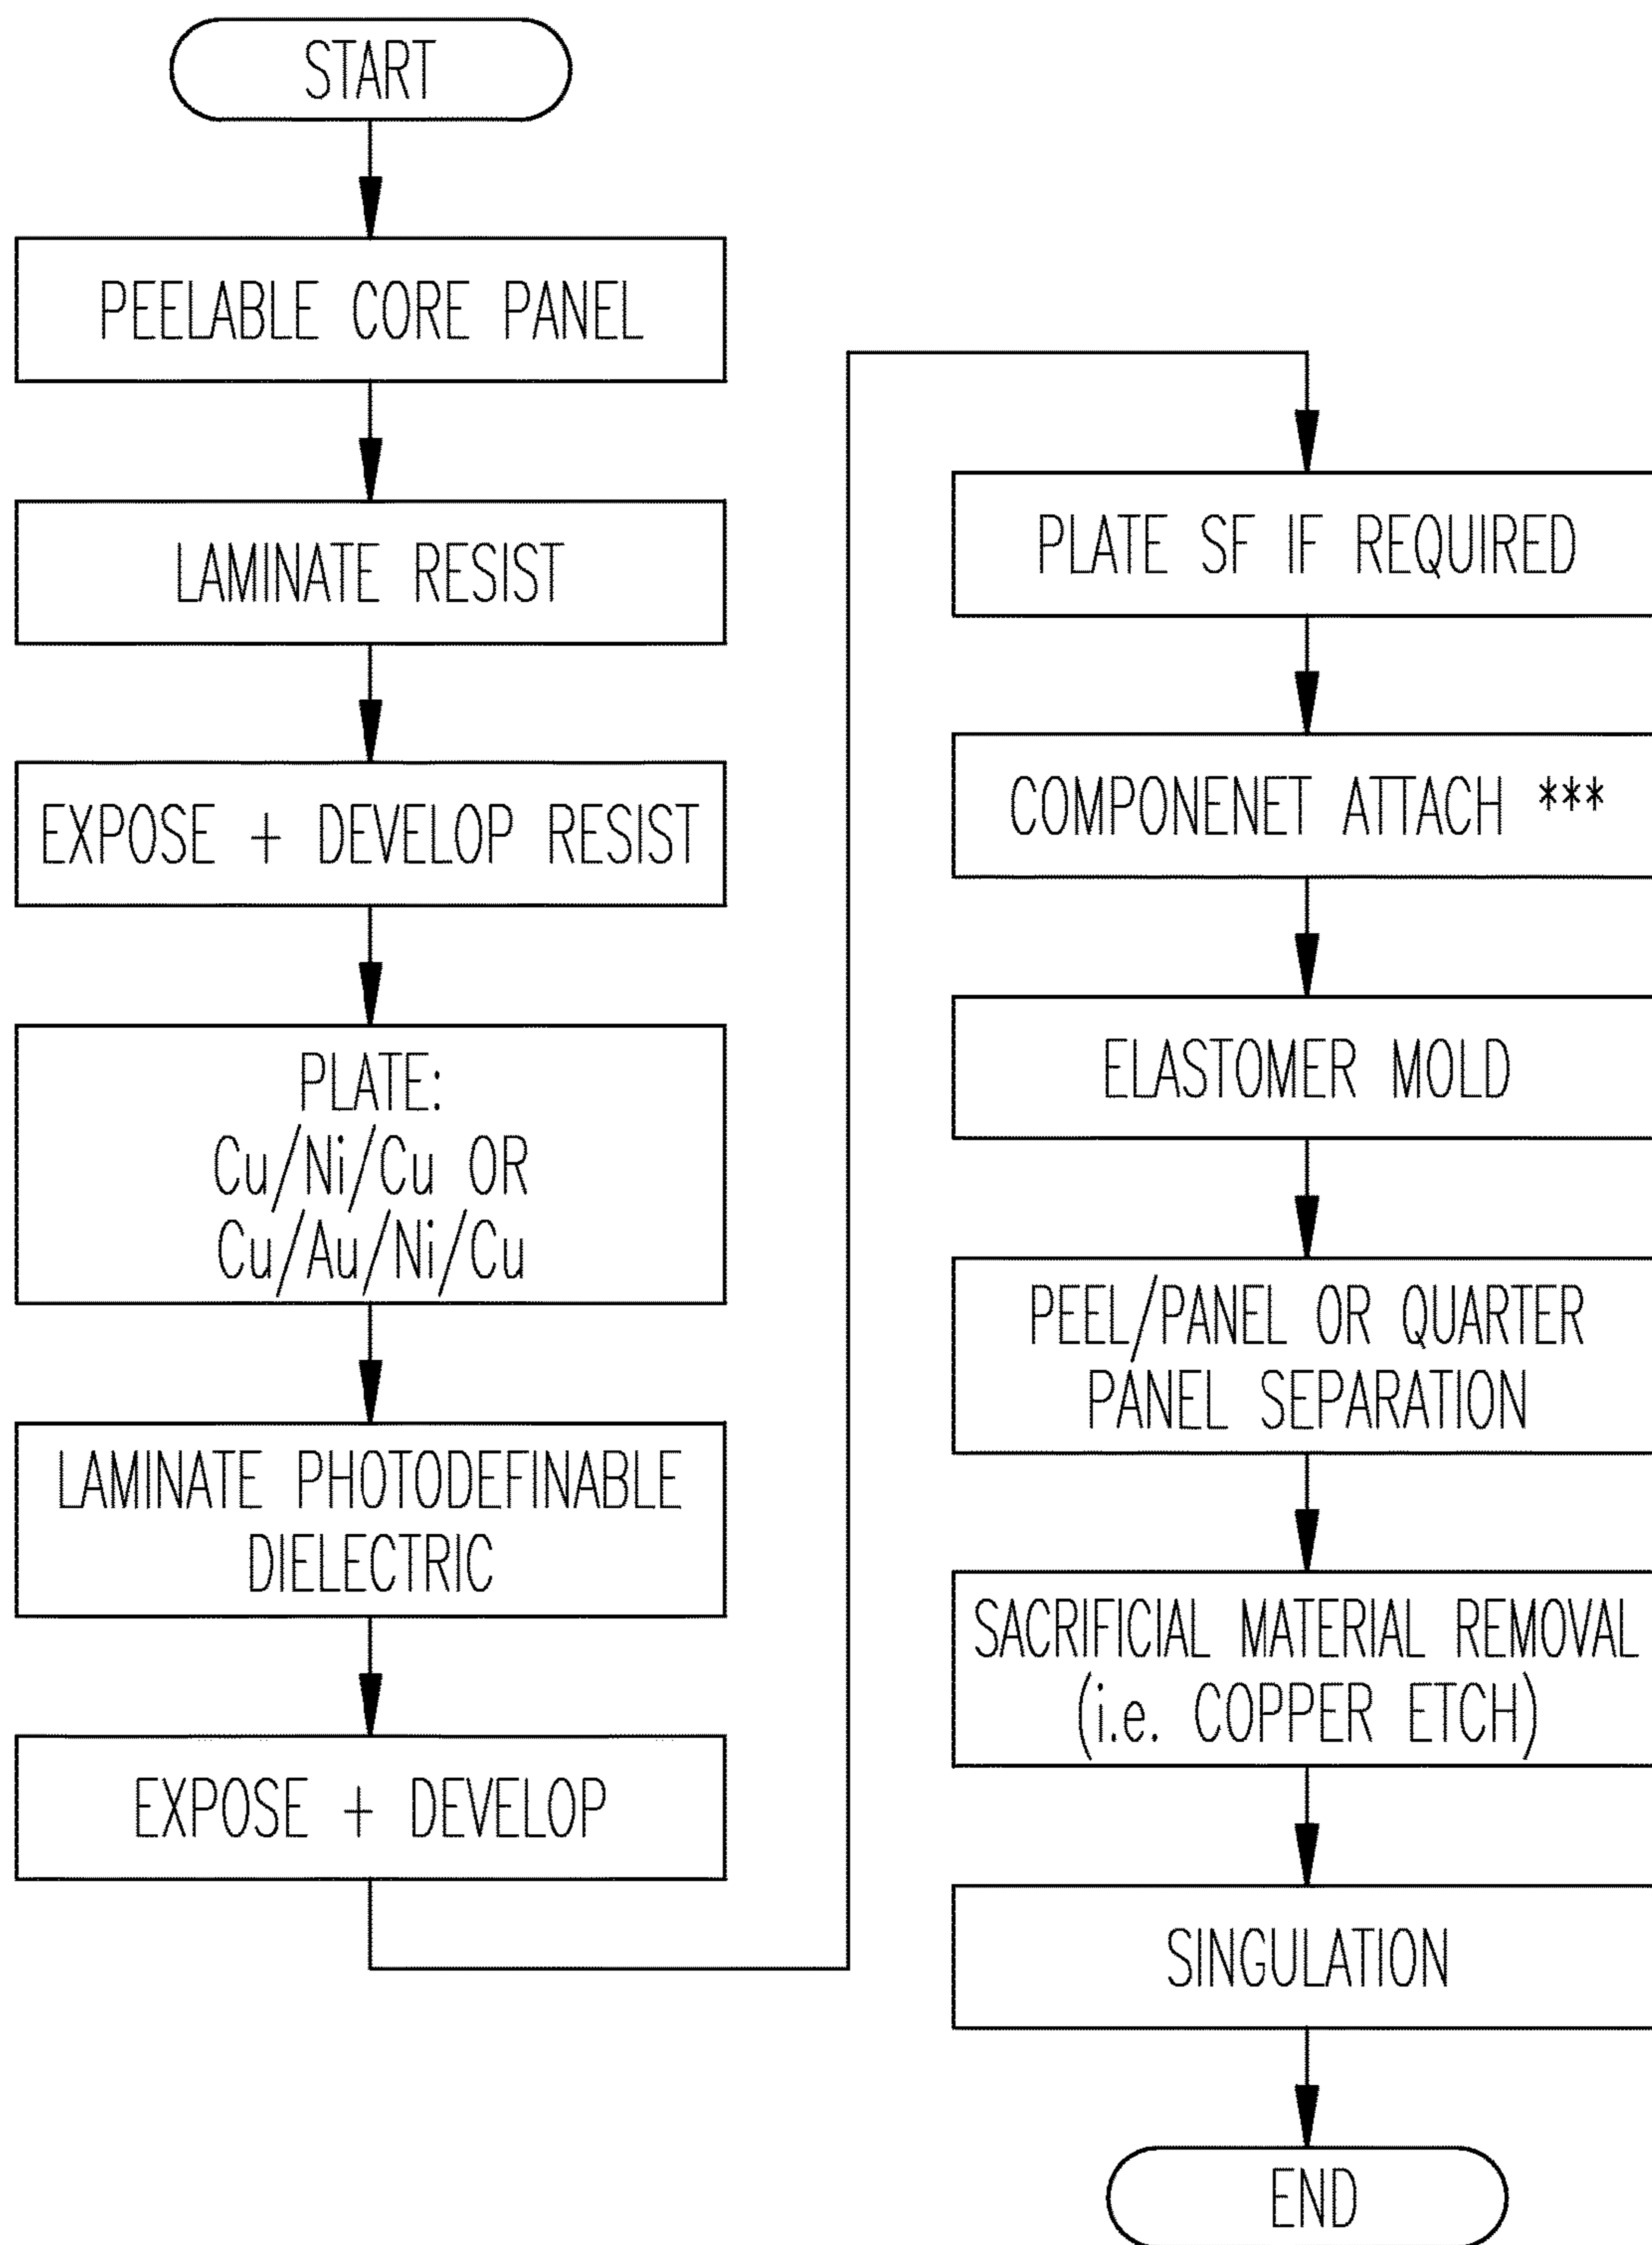 START
PEELABLE CORE PANEL
LAMINATE RESIST
EXPOSE + DEVELOP RESIST
PLATE:
Cu/Ni/Cu OR
Cu/Au/Ni/Cu
LAMINATE PHOTODEFINABLE
DIELECTRIC
EXPOSE + DEVELOP
PLATE SF IF REQUIRED
COMPONENET ATTACH ***
ELASTOMER MOLD
PEEL/PANEL OR QUARTER
PANEL SEPARATION
SACRIFICIAL MATERIAL REMOVAL
(i.e. COPPER ETCH)
SINGULATION
END